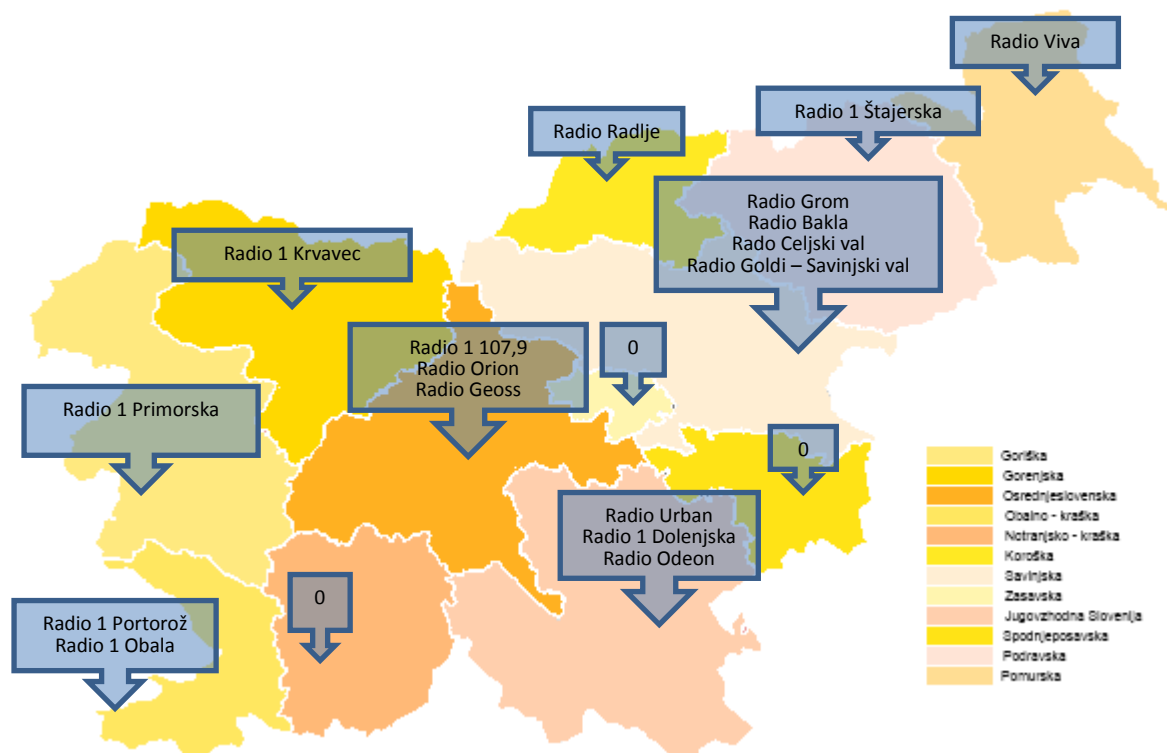 Radio Viva
Radio 1 Štajerska
Radio Radlje
Radio Grom
Radio Bakla
Rado Celjski val
Radio Goldi – Savinjski val
Radio 1 Krvavec
Radio 1 107,9
Radio Orion
Radio Geoss
0
Radio 1 Primorska
0
Radio Urban
Radio 1 Dolenjska
Radio Odeon
0
Radio 1 Portorož
Radio 1 Obala
Goriška
Gorenjska
Osrednjeslovenska
Obalno - kraška
Notranjsko - kraška
Koroška
Savinjska
Zasavska
Jugovzhodna Slovenija
Spodnjeposavska
Podravska
Pomurska